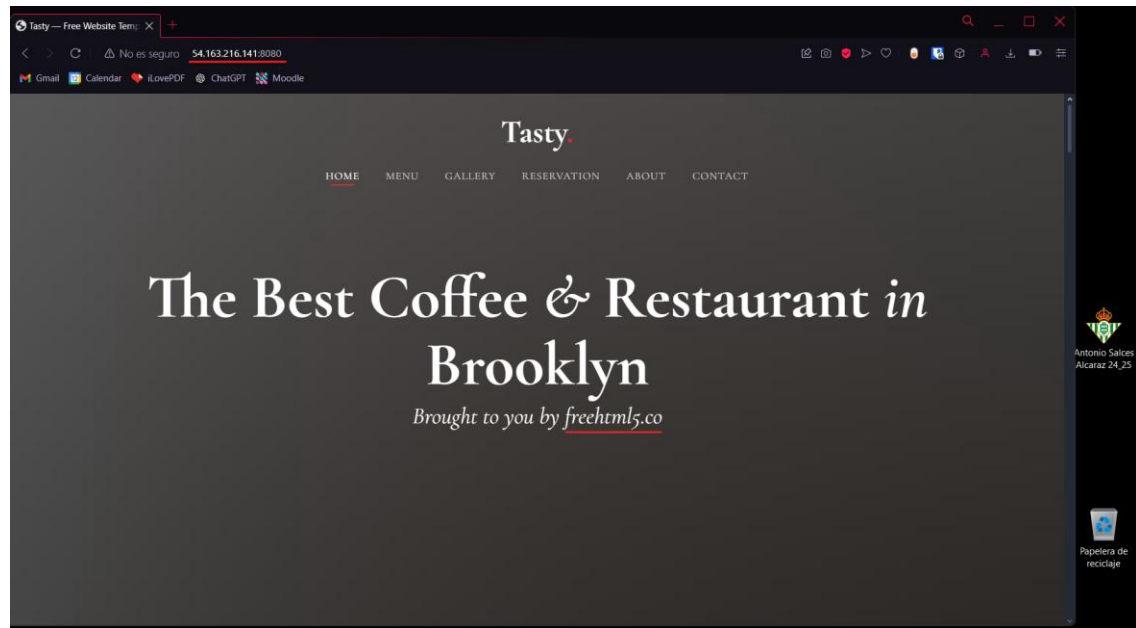 Tasty — Free Website Temp
No es seguro 54.163.216.141:8080
Gmail Calendar iLovePDF ChatGPT Moodle
Tasty.
HOME MENU GALLERY RESERVATION ABOUT CONTACT
The Best Coffee & Restaurant in
Brooklyn
Brought to you by freehtml5.co
Antonio Salces
Alcaraz 24_25
Papelera de
reciclaje